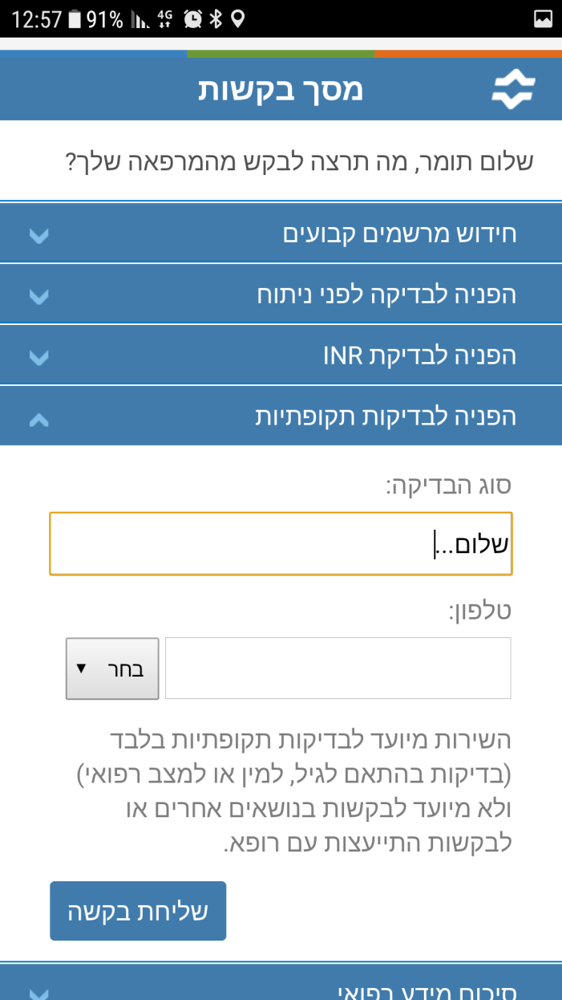 12:57 91% 4G
מסך בקשות
שלום תומר, מה תרצה לבקש מהמרפאה שלך?
חידוש מרשמים קבועים
הפניה לבדיקה לפני ניתוח
הפניה לבדיקת INR
הפניה לבדיקות תקופתיות
סוג הבדיקה:
שלום...
טלפון:
בחר
השירות מיועד לבדיקות תקופתיות בלבד
(בדיקות בהתאם לגיל, למין או למצב רפואי)
ולא מיועד לבקשות בנושאים אחרים או
לבקשות התייעצות עם רופא.
שליחת בקשה
סיכום מידע רפואי